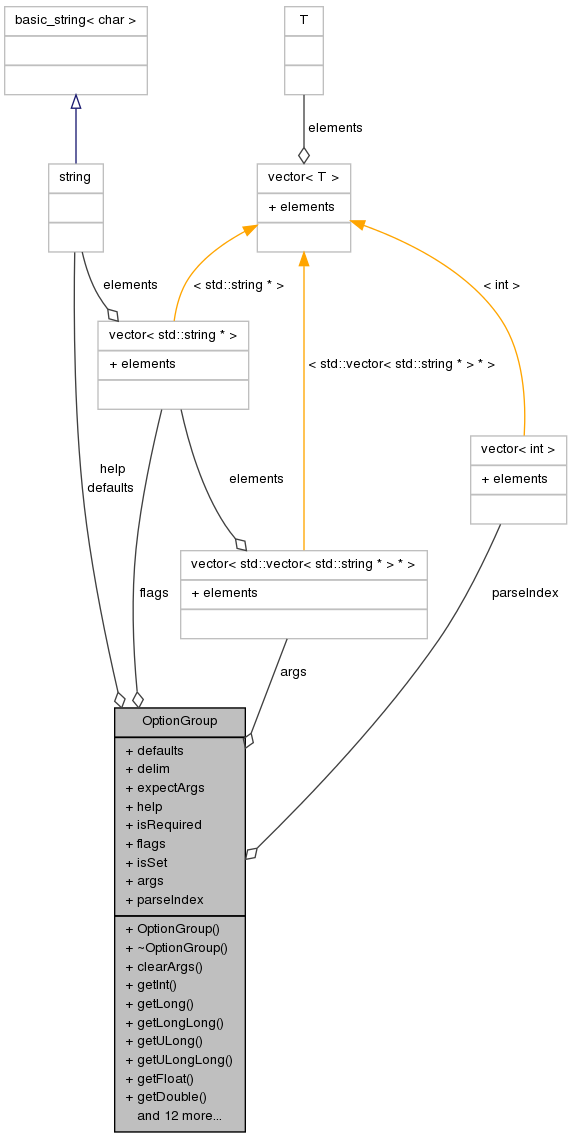 basic_string< char >
T
elements
string
vector< T >
+ elements
elements
< std::string * >
< int >
vector< std::string * >
+ elements
< std::vector< std::string * > * >
vector< int >
+ elements
help
defaults
elements
flags
vector< std::vector< std::string * > * >
+ elements
parseIndex
args
OptionGroup
+ defaults
+ delim
+ expectArgs
+ help
+ isRequired
+ flags
+ isSet
+ args
+ parseIndex
+ OptionGroup()
+ ~OptionGroup()
+ clearArgs()
+ getInt()
+ getLong()
+ getLongLong()
+ getULong()
+ getULongLong()
+ getFloat()
+ getDouble()
and 12 more...